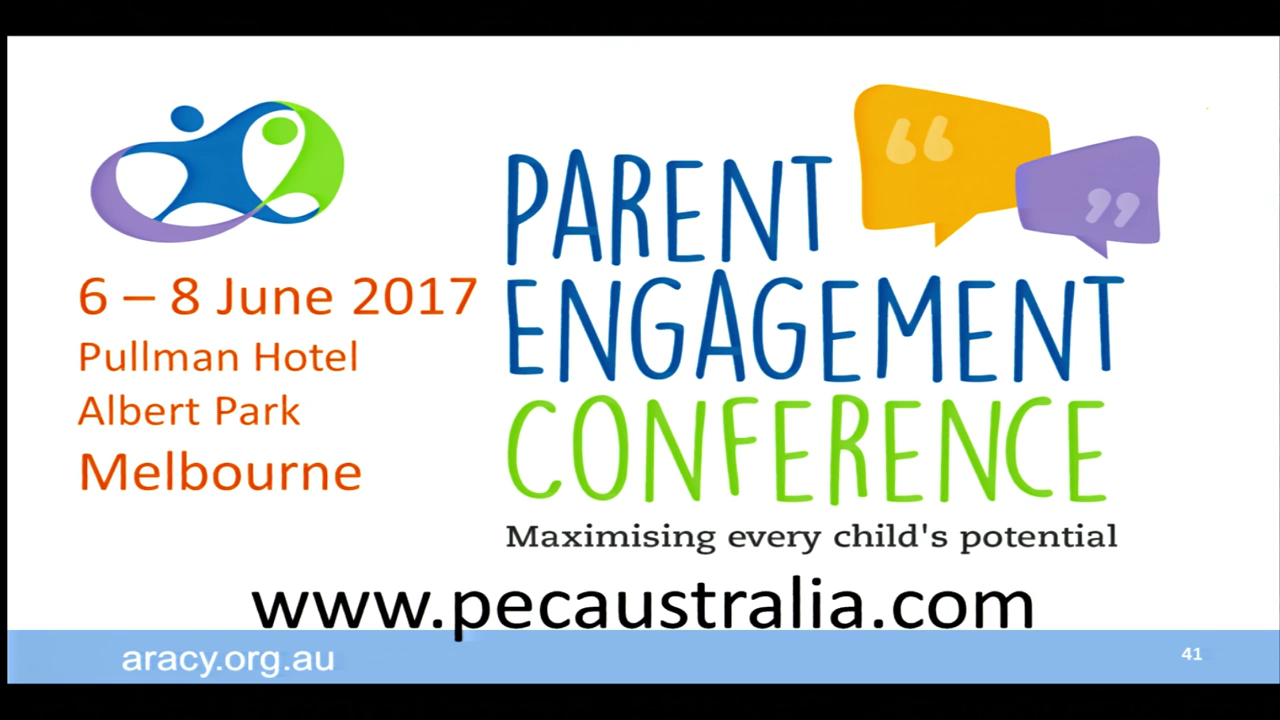 6 – 8 June 2017
Pullman Hotel
Albert Park
Melbourne
PARENT
ENGAGEMENT
CONFERENCE
Maximising every child's potential
www.pecaustralia.com
aracy.org.au
41